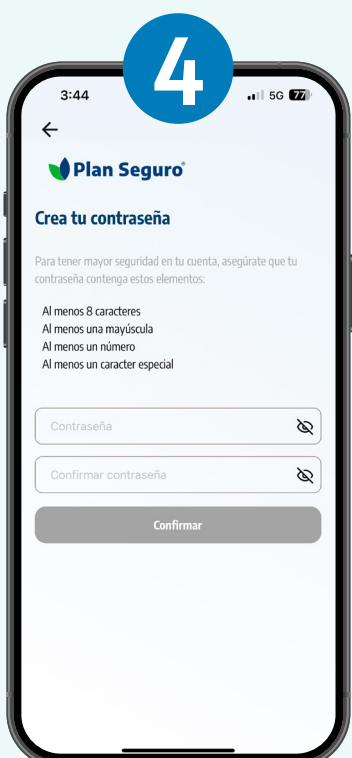 4
3:44
5G 77
Plan Seguro®
Crea tu contraseña
Para tener mayor seguridad en tu cuenta, asegúrate que tu
contraseña contenga estos elementos:
Al menos 8 caracteres
Al menos una mayúscula
Al menos un número
Al menos un caracter especial
Contraseña
Confirmar contraseña
Confirmar